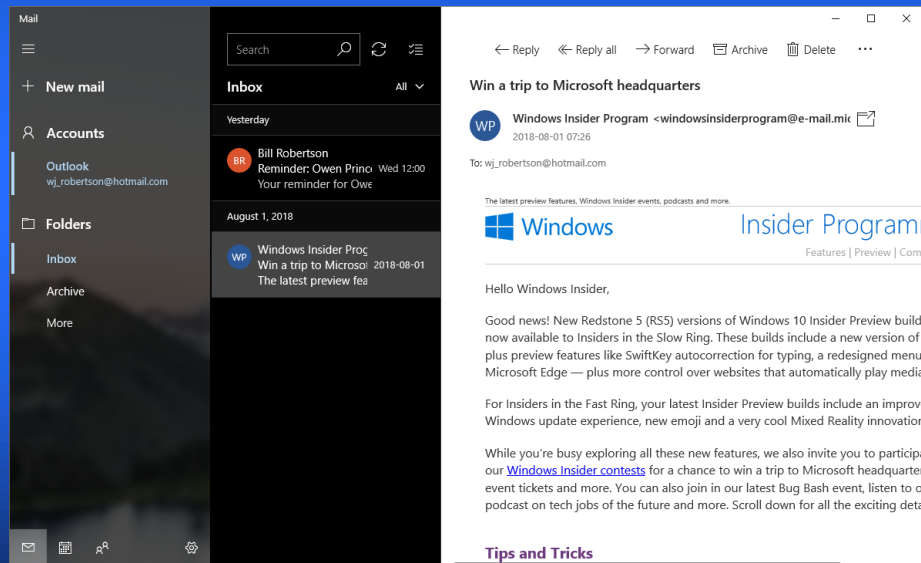 Mail
New mail
Accounts
Outlook
wj_robertson@hotmail.com
Folders
Inbox
Archive
More
Search
Inbox
All
Yesterday
BR
Bill Robertson
Reminder: Owen Princ Wed 12:00
Your reminder for Owe
August 1, 2018
WP
Windows Insider Prog
Win a trip to Microsof 2018-08-01
The latest preview fea
Reply Reply all Forward Archive Delete
Win a trip to Microsoft headquarters
WP
Windows Insider Program <windowsinsiderprogram@e-mail.mic
2018-08-01 07:26
To: wj_robertson@hotmail.com
The latest preview features, Windows Insider events, podcasts and more.
Windows Insider Program
Features | Preview | Com
Hello Windows Insider,
Good news! New Redstone 5 (RS5) versions of Windows 10 Insider Preview build
now available to Insiders in the Slow Ring. These builds include a new version of
plus preview features like SwiftKey autocorrection for typing, a redesigned menu
Microsoft Edge — plus more control over websites that automatically play media
For Insiders in the Fast Ring, your latest Insider Preview builds include an improv
Windows update experience, new emoji and a very cool Mixed Reality innovation
While you're busy exploring all these new features, we also invite you to participa
our Windows Insider contests for a chance to win a trip to Microsoft headquarter
event tickets and more. You can also join in our latest Bug Bash event, listen to o
podcast on tech jobs of the future and more. Scroll down for all the exciting deta
Tips and Tricks